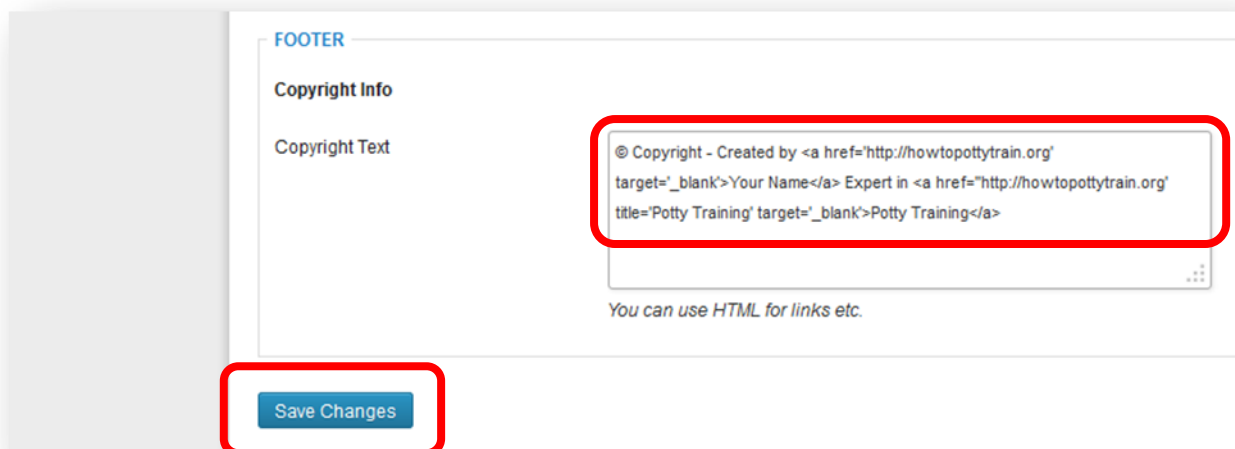 FOOTER
Copyright Info
Copyright Text
© Copyright - Created by <a href='http://howtopottytrain.org'
target='_blank'>Your Name</a> Expert in <a href="http://howtopottytrain.org'
title='Potty Training' target='_blank'>Potty Training</a>
You can use HTML for links etc.
Save Changes